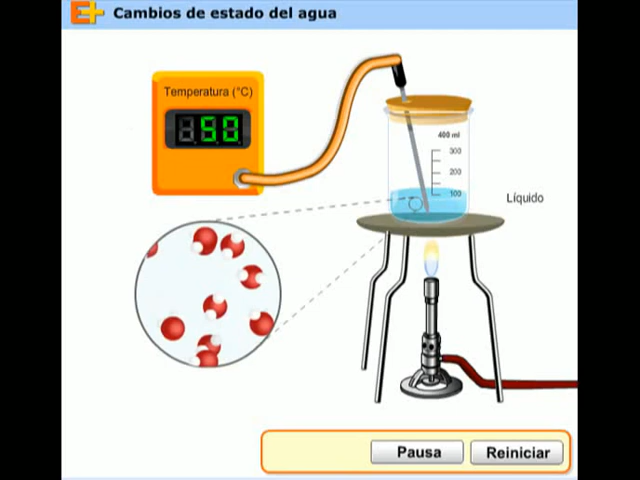 E+ Cambios de estado del agua
Temperatura (°C)
50
400 ml
300
200
100
Líquido
Pausa Reiniciar